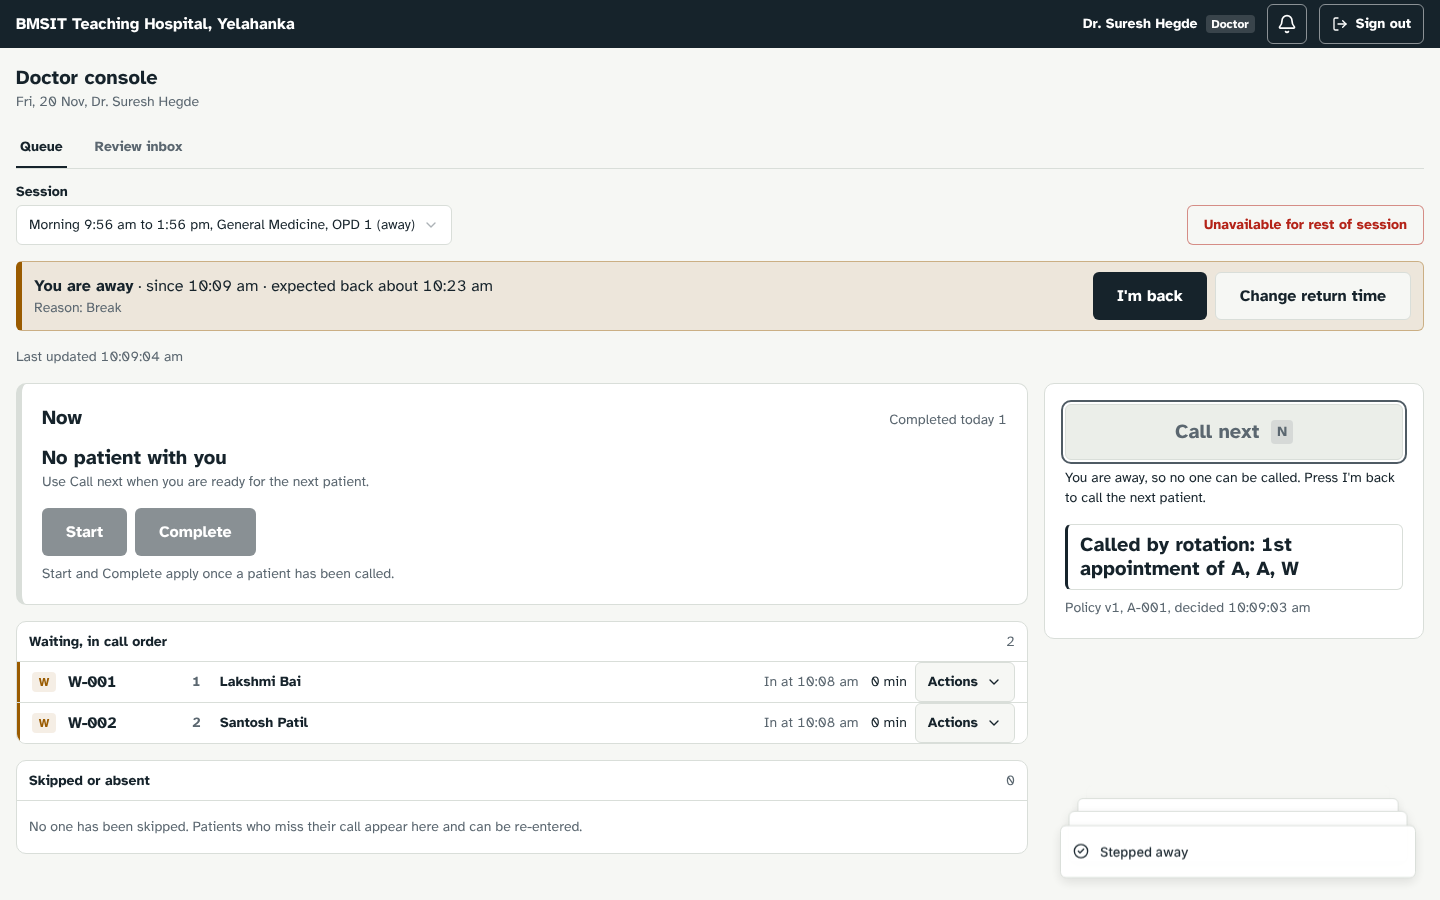 BMSIT Teaching Hospital, Yelahanka
Dr. Suresh Hegde Doctor
Sign out
Doctor console
Fri, 20 Nov, Dr. Suresh Hegde
Queue
Review inbox
Session
Morning 9:56 am to 1:56 pm, General Medicine, OPD 1 (away)
Unavailable for rest of session
You are away · since 10:09 am · expected back about 10:23 am
Reason: Break
I'm back
Change return time
Last updated 10:09:04 am
Now
Completed today 1
No patient with you
Use Call next when you are ready for the next patient.
Start
Complete
Start and Complete apply once a patient has been called.
Call next N
You are away, so no one can be called. Press I'm back
to call the next patient.
Called by rotation: 1st
appointment of A, A, W
Policy v1, A-001, decided 10:09:03 am
Waiting, in call order 2
W W-001 1 Lakshmi Bai In at 10:08 am 0 min Actions
W W-002 2 Santosh Patil In at 10:08 am 0 min Actions
Skipped or absent 0
No one has been skipped. Patients who miss their call appear here and can be re-entered.
Stepped away